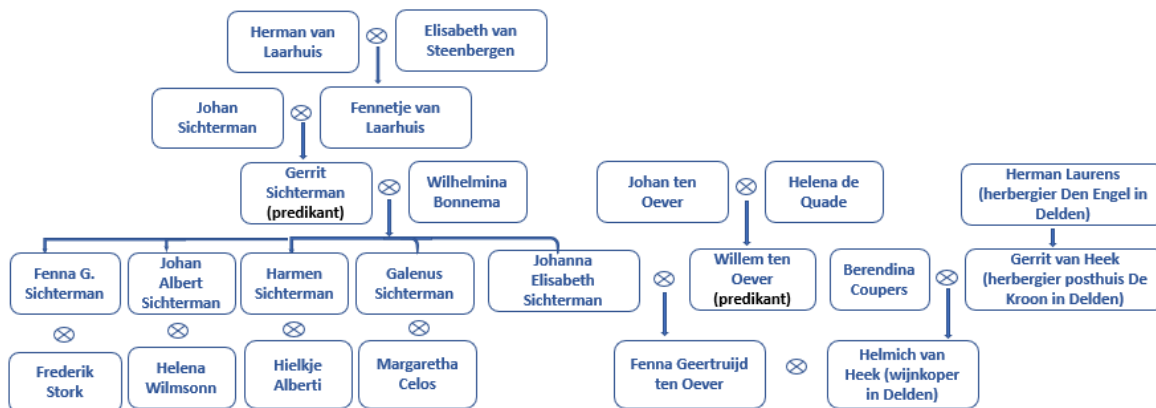 Herman van
Laarhuis
Elisabeth van
Steenbergen
Johan
Sichterman
Fennetje van
Laarhuis
Gerrit
Sichterman
(predikant)
Wilhelmina
Bonnema
Johan ten
Oever
Helena de
Quade
Herman Laurens
(herbergier Den Engel in
Delden)
Fenna G.
Sichterman
Johan
Albert
Sichterman
Harmen
Sichterman
Galenus
Sichterman
Johanna
Elisabeth
Sichterman
Willem ten
Oever
(predikant)
Berendina
Coupers
Gerrit van Heek
(herbergier posthuis De
Kroon in Delden)
Frederik
Stork
Helena
Wilmsonn
Hielkje
Alberti
Margaretha
Celos
Fenna Geertruijd
ten Oever
Helmich van
Heek (wijnkoper
in Delden)